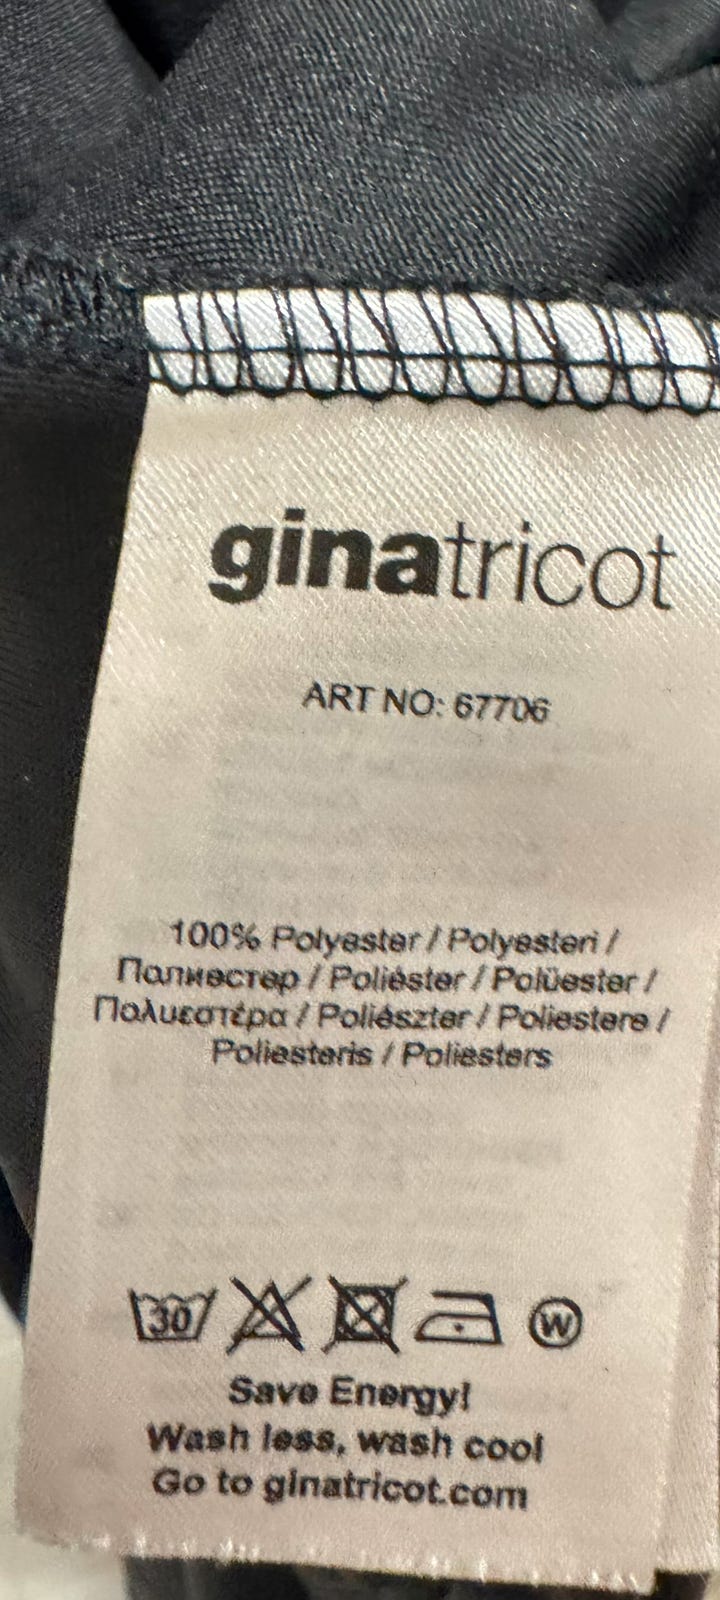 ginatricot
ART NO: 67706
100% Polyester / Polyesteri /
Полиестер / Poliéster / Polüester /
Πολυεστέρα / Poliészter / Poliestere /
Poliesteris / Poliesters
30 W
Save Energy!
Wash less, wash cool
Go to ginatricot.com